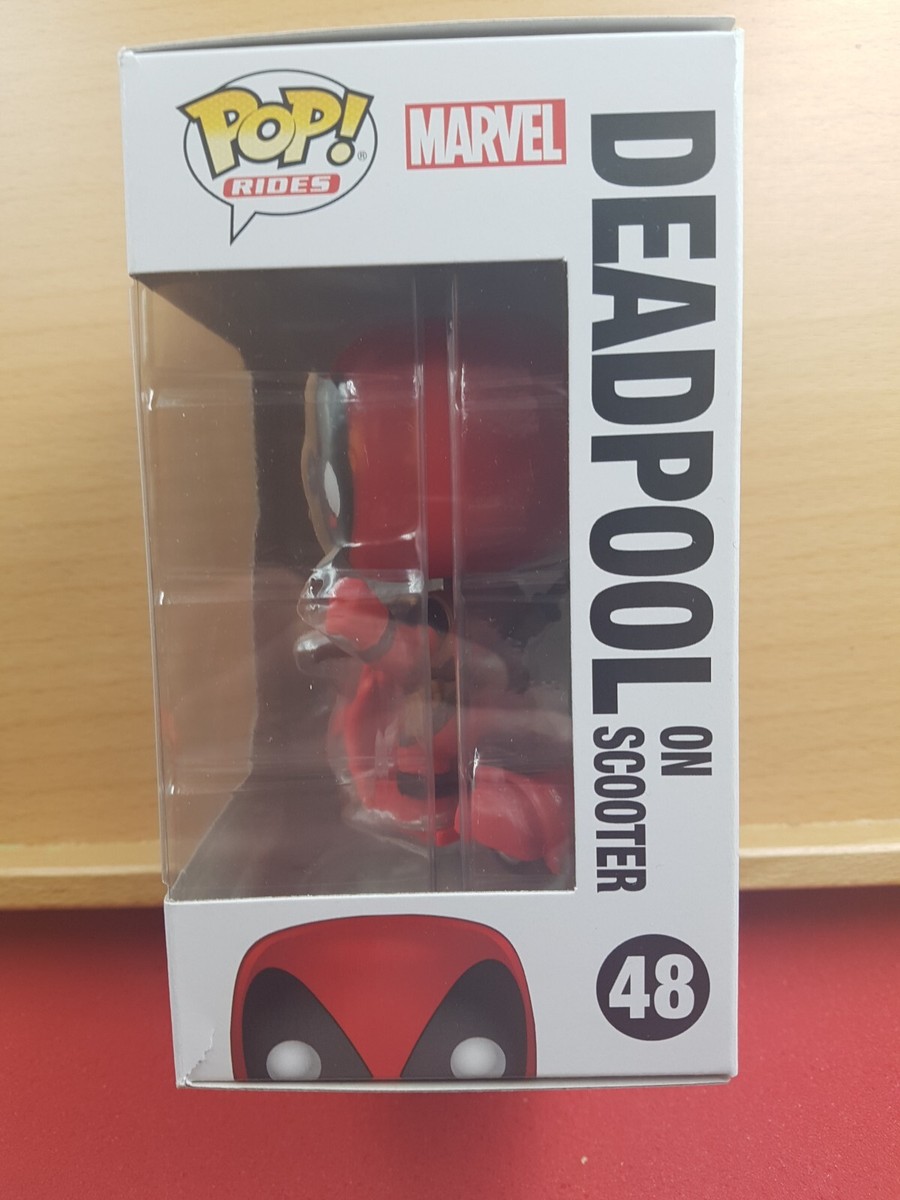 POP!®
RIDES
MARVEL
DEADPOOL
ON
SCOOTER
48